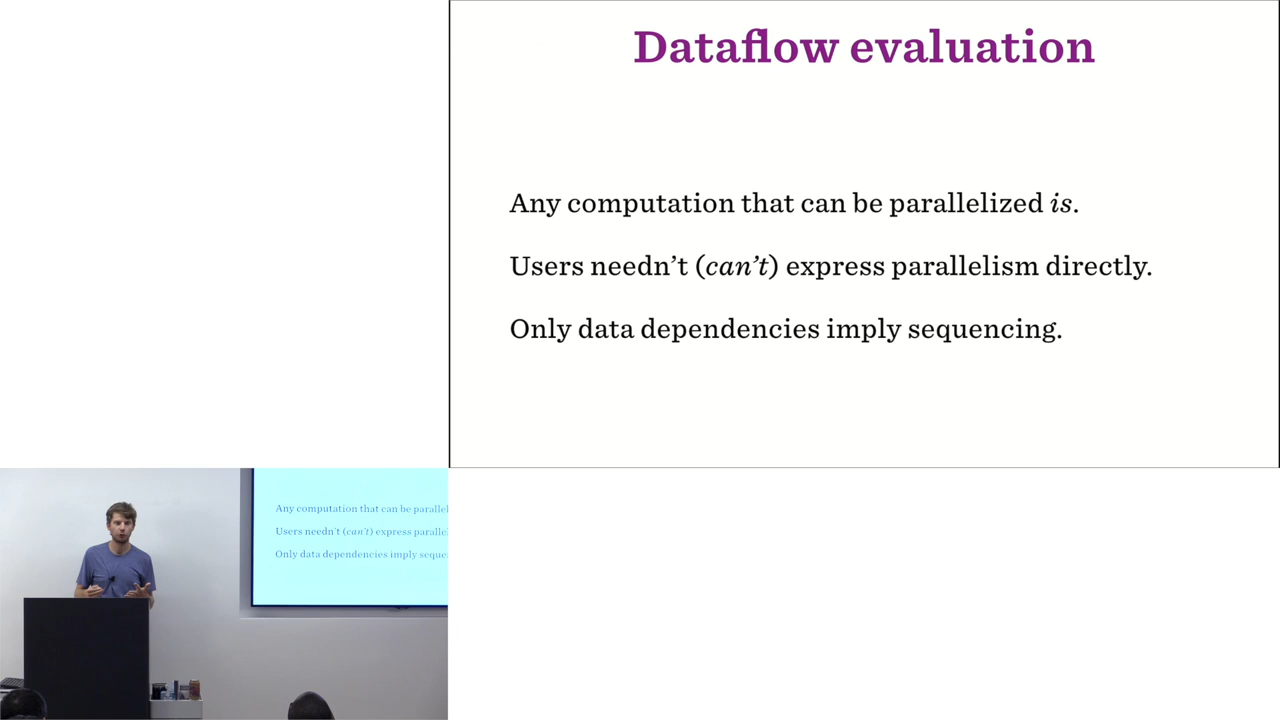 Dataflow evaluation
Any computation that can be parallelized is.
Users needn’t (can’t) express parallelism directly.
Only data dependencies imply sequencing.
Any computation that can be paralle
Users needn’t (can’t) express paralle
Only data dependencies imply seque